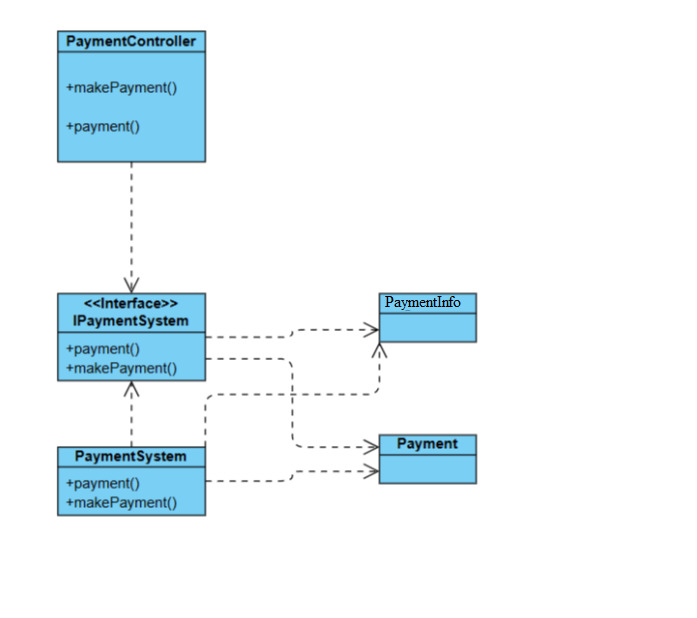 PaymentController
+makePayment()
+payment()
<<Interface>>
IPaymentSystem
+payment()
+makePayment()
PaymentInfo
PaymentSystem
+payment()
+makePayment()
Payment